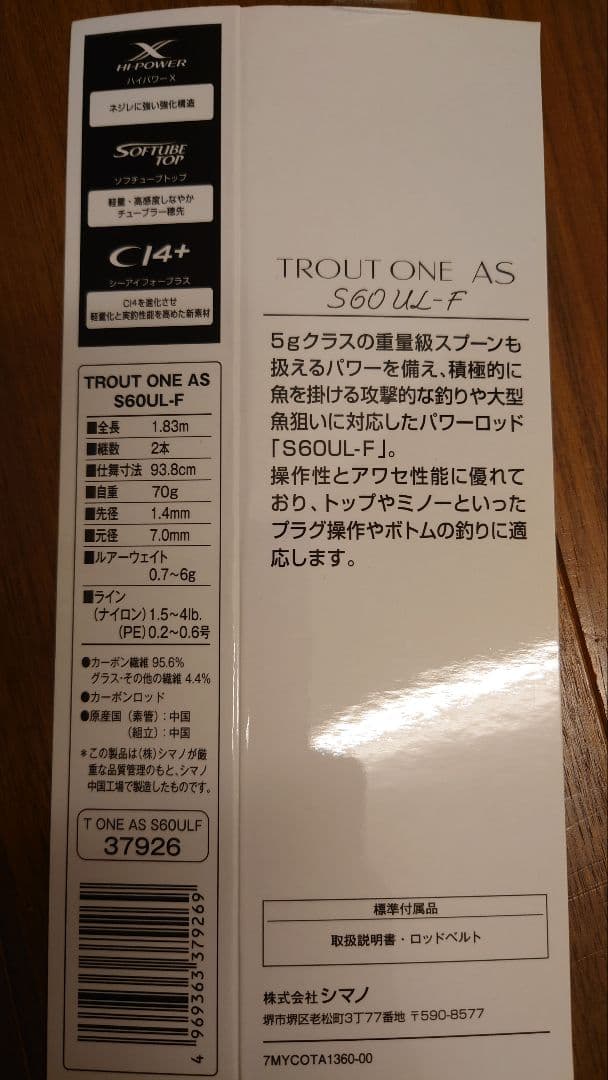 X
HI-POWER
ハイパワーX
ネジレに強い強化構造
SOFTUBE
TOP
ソフチューブトップ
軽量・高感度しなやか
チューブラー穂先
CI4+
シーアイフォープラス
CI4を進化させ
軽量化と実釣性能を高めた新素材
TROUT ONE AS
S60UL-F
■全長 1.83m
■継数 2本
■仕舞寸法 93.8cm
■自重 70g
■先径 1.4mm
■元径 7.0mm
■ルアーウェイト
0.7~6g
■ライン
(ナイロン) 1.5~4lb.
(PE) 0.2~0.6号
●カーボン繊維 95.6%
グラス・その他の繊維 4.4%
●カーボンロッド
●原産国(素管):中国
(組立):中国
*この製品は(株)シマノが厳
重な品質管理のもと、シマノ
中国工場で製造したものです。
T ONE AS S60ULF
37926
4 969363 379269
TROUT ONE AS
S60UL-F
5gクラスの重量級スプーンも
扱えるパワーを備え、積極的に
魚を掛ける攻撃的な釣りや大型
魚狙いに対応したパワーロッド
「S60UL-F」。
操作性とアワセ性能に優れて
おり、トップやミノーといった
プラグ操作やボトムの釣りに適
応します。
標準付属品
取扱説明書・ロッドベルト
株式会社シマノ
堺市堺区老松町3丁77番地 〒590-8577
7MYCOTA1360-00